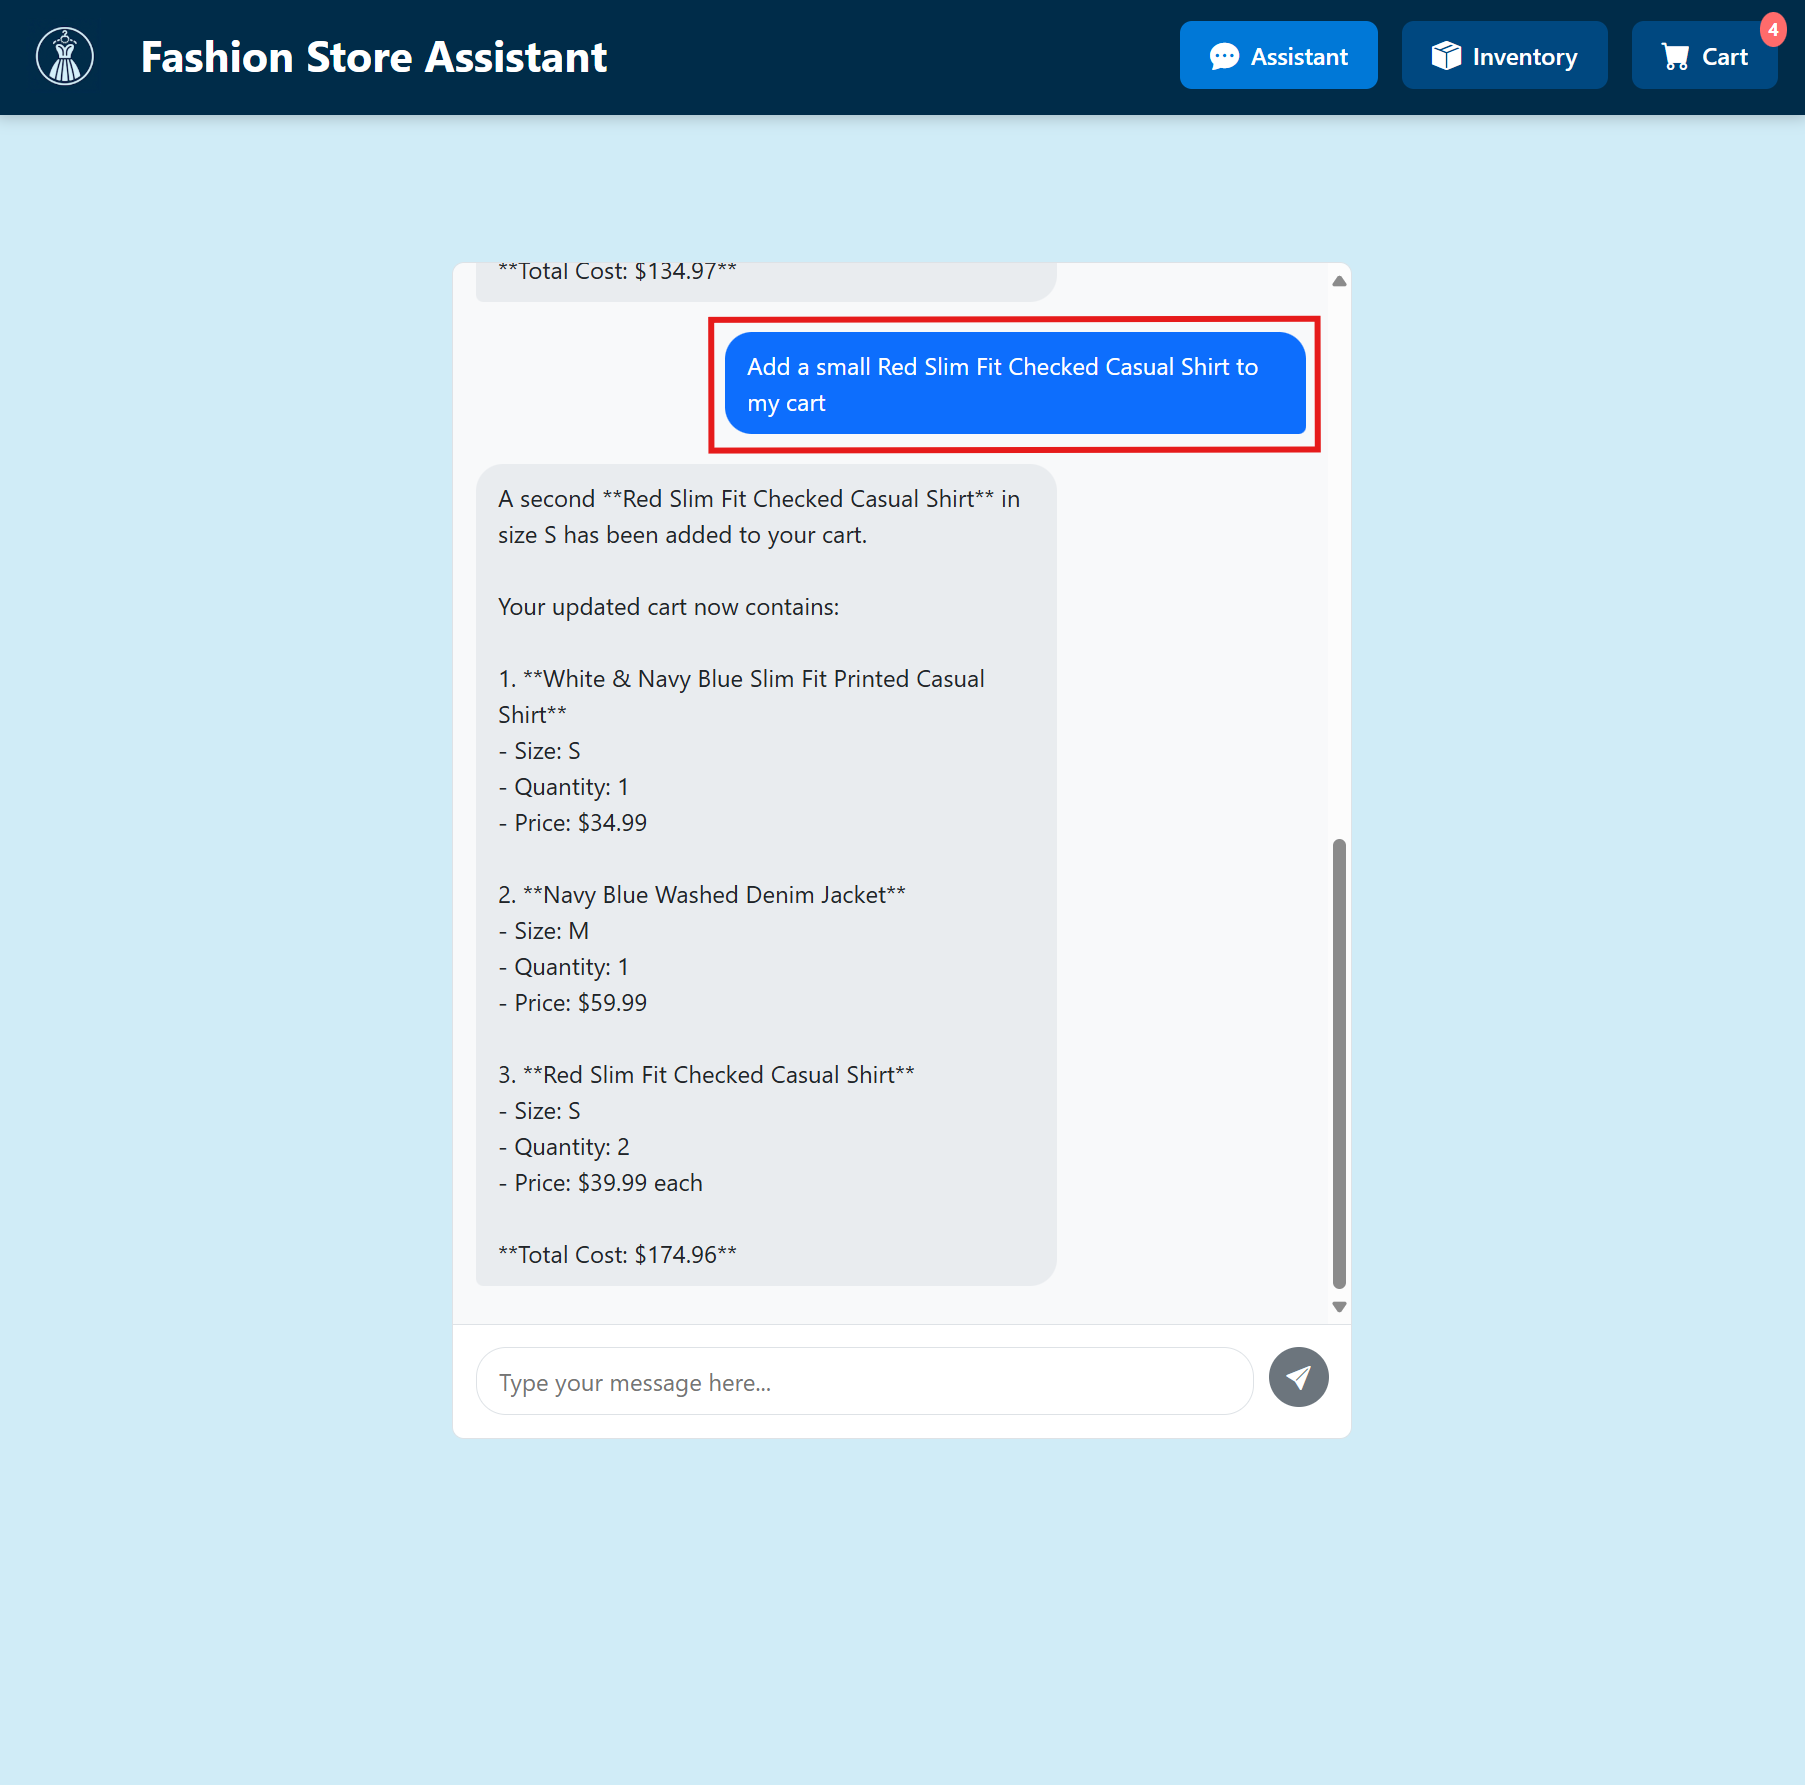 Fashion Store Assistant
Assistant
Inventory
Cart
4
**Total Cost: $134.97**
Add a small Red Slim Fit Checked Casual Shirt to
my cart
A second **Red Slim Fit Checked Casual Shirt** in
size S has been added to your cart.
Your updated cart now contains:
1. **White & Navy Blue Slim Fit Printed Casual
Shirt**
- Size: S
- Quantity: 1
- Price: $34.99
2. **Navy Blue Washed Denim Jacket**
- Size: M
- Quantity: 1
- Price: $59.99
3. **Red Slim Fit Checked Casual Shirt**
- Size: S
- Quantity: 2
- Price: $39.99 each
**Total Cost: $174.96**
Type your message here...